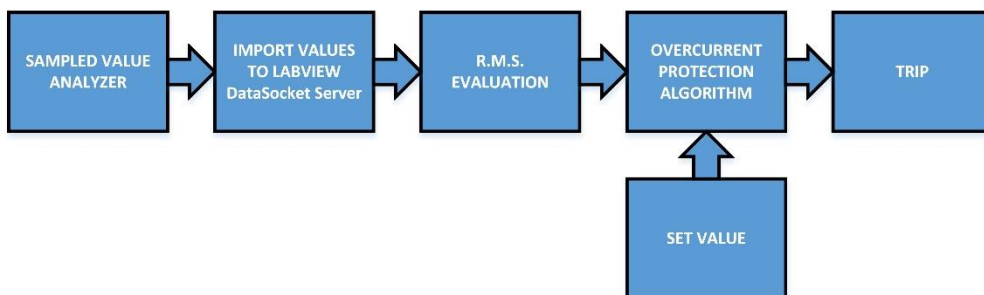 SAMPLED VALUE
ANALYZER
IMPORT VALUES
TO LABVIEW
DataSocket Server
R.M.S.
EVALUATION
OVERCURRENT
PROTECTION
ALGORITHM
TRIP
SET VALUE